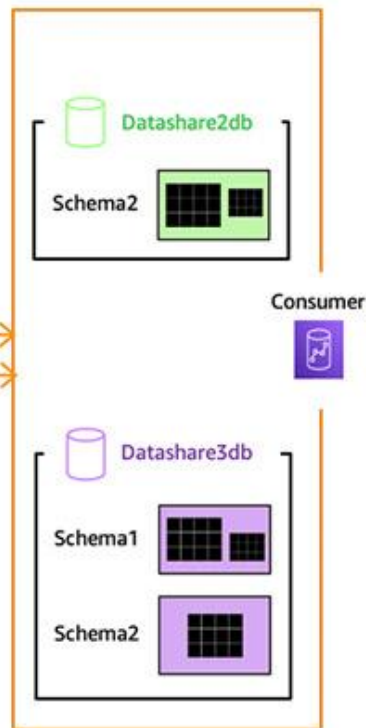 Datashare2db
Schema2
Consumer
Datashare3db
Schema1
Schema2